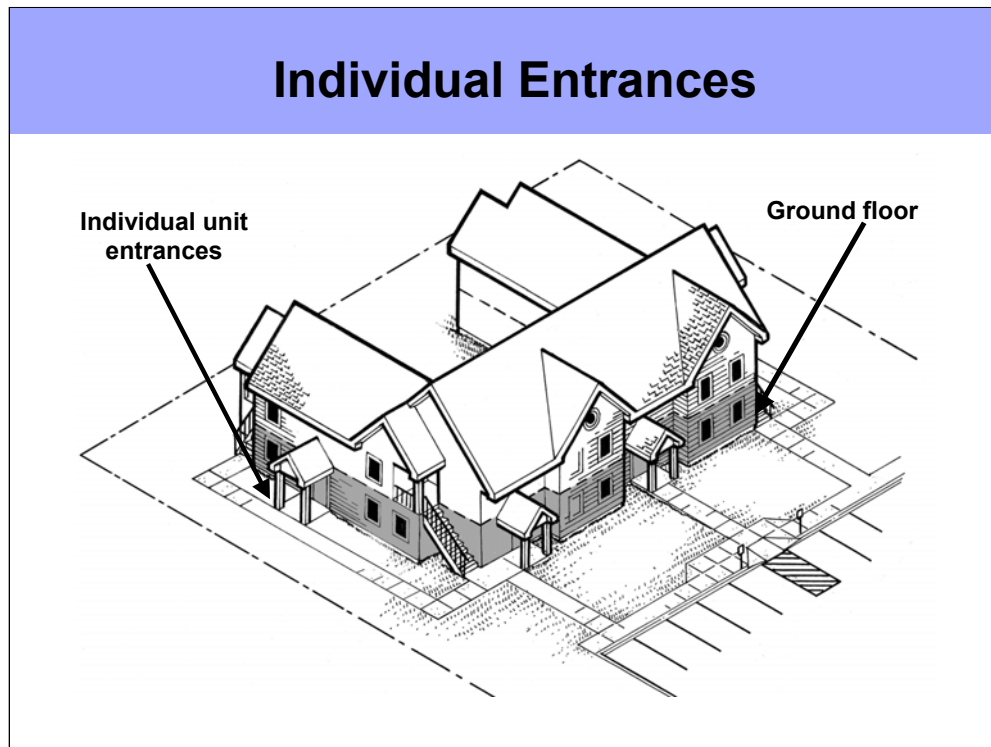 Individual Entrances
Individual unit
entrances
Ground floor